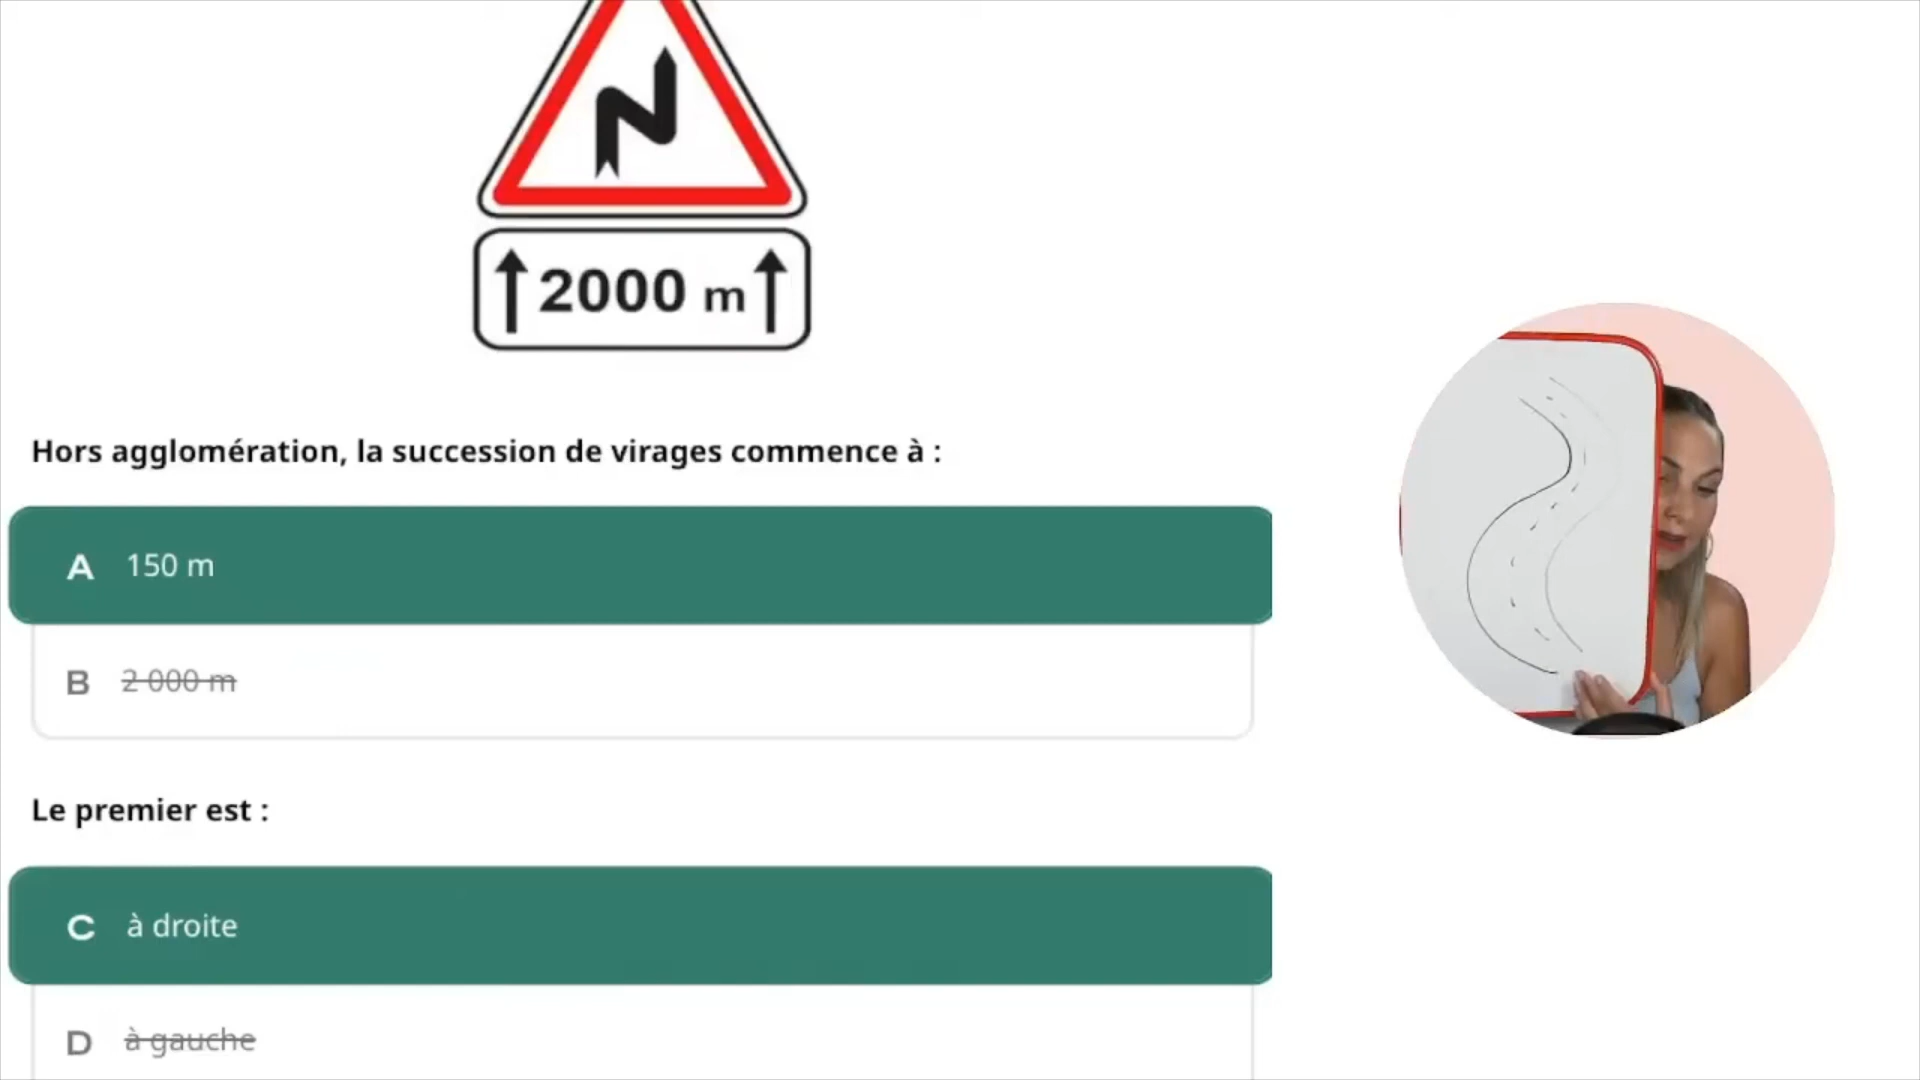 2000 m
Hors agglomération, la succession de virages commence à :
A 150 m
B 2 000 m
Le premier est :
C à droite
D à gauche